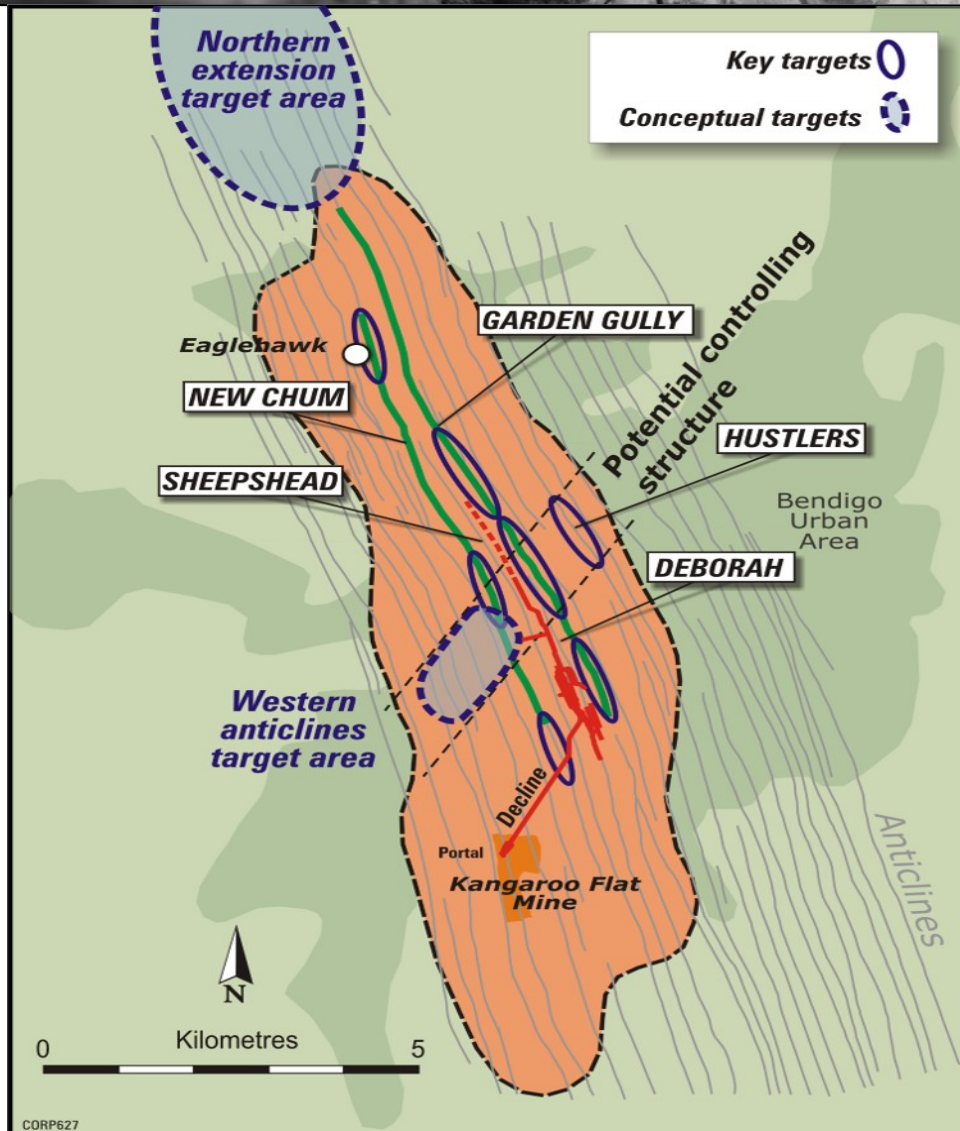 Northern
extension
target area
Key targets
Conceptual targets
Potential controlling
structure
GARDEN GULLY
Eaglehawk
NEW CHUM
HUSTLERS
SHEEPSHEAD
Bendigo
Urban
Area
DEBORAH
Western
anticlines
target area
Decline
Anticlines
Portal
Kangaroo Flat
Mine
N
Kilometres
0 5
CORP627